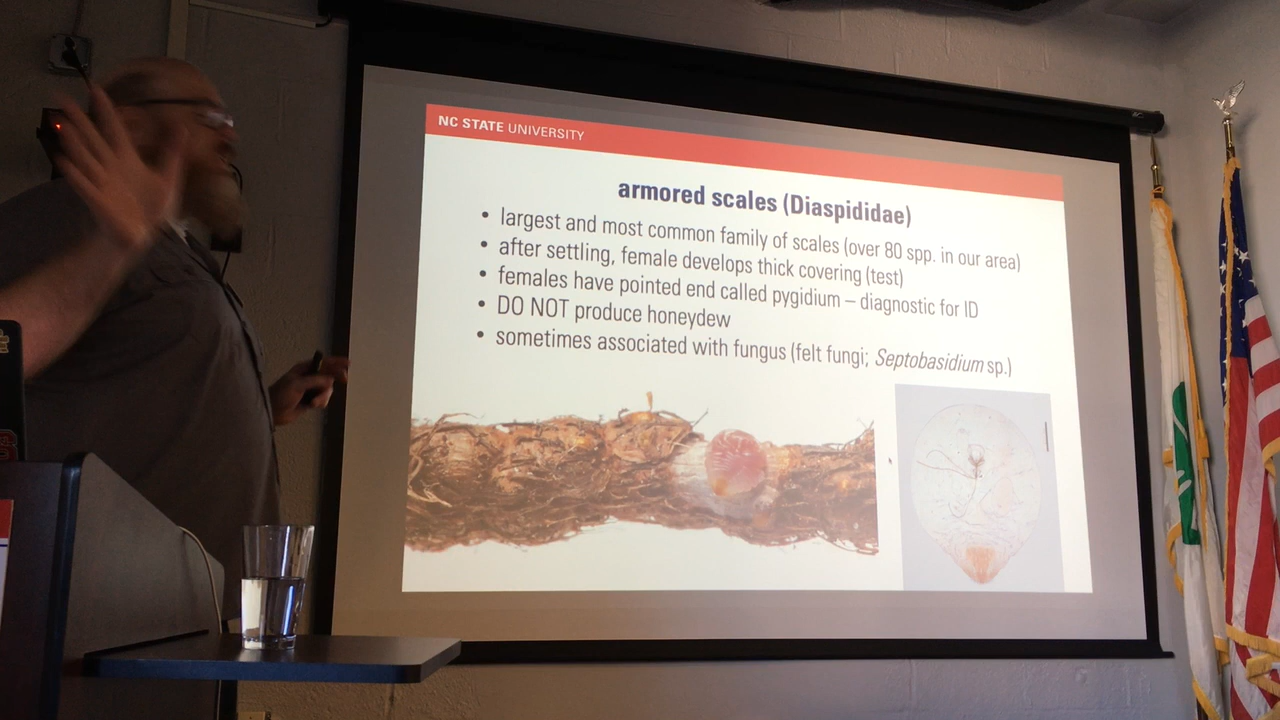 NC STATE UNIVERSITY
armored scales (Diaspididae)
• largest and most common family of scales (over 80 spp. in our area)
• after settling, female develops thick covering (test)
• females have pointed end called pygidium – diagnostic for ID
• DO NOT produce honeydew
• sometimes associated with fungus (felt fungi; Septobasidium sp.)